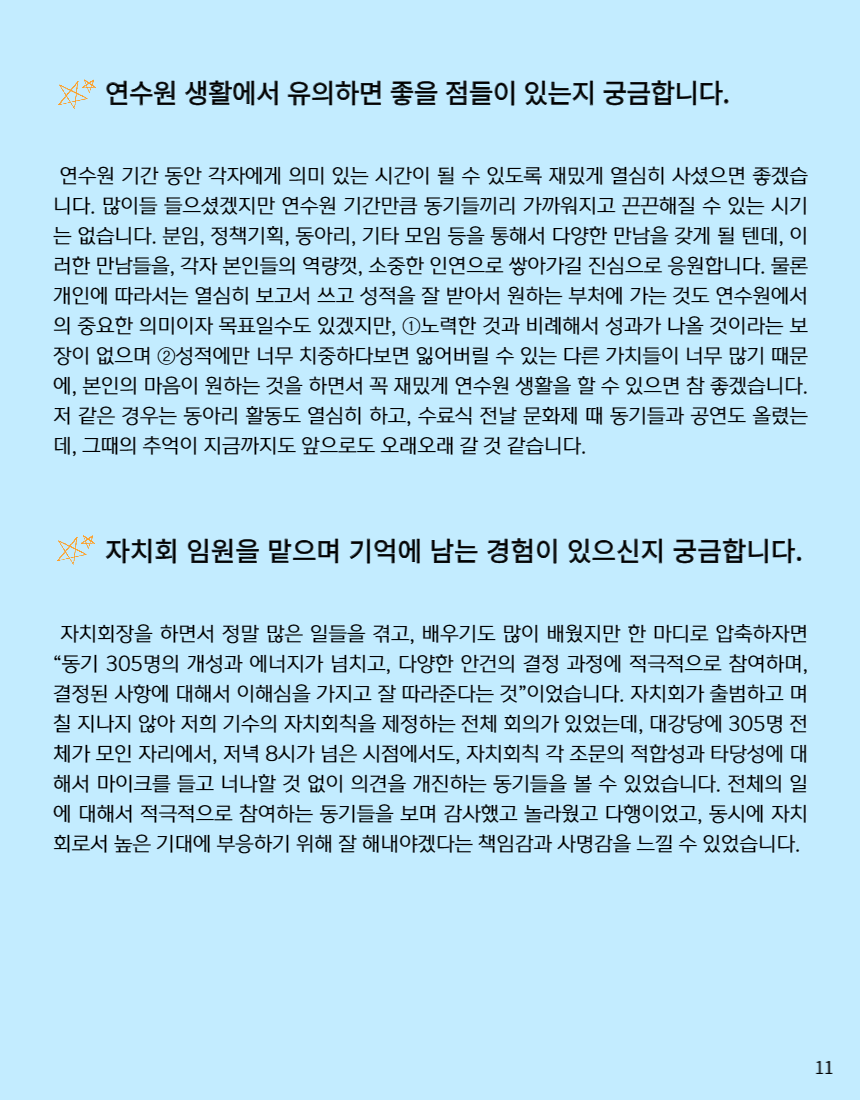 연수원 생활에서 유의하면 좋을 점들이 있는지 궁금합니다.
연수원 기간 동안 각자에게 의미 있는 시간이 될 수 있도록 재밌게 열심히 사셨으면 좋겠습
니다. 많이들 들으셨겠지만 연수원 기간만큼 동기들끼리 가까워지고 끈끈해질 수 있는 시기
는 없습니다. 분임, 정책기획, 동아리, 기타 모임 등을 통해서 다양한 만남을 갖게 될 텐데, 이
러한 만남들을, 각자 본인들의 역량껏, 소중한 인연으로 쌓아가길 진심으로 응원합니다. 물론
개인에 따라서는 열심히 보고서 쓰고 성적을 잘 받아서 원하는 부처에 가는 것도 연수원에서
의 중요한 의미이자 목표일수도 있겠지만, ①노력한 것과 비례해서 성과가 나올 것이라는 보
장이 없으며 ②성적에만 너무 치중하다보면 잃어버릴 수 있는 다른 가치들이 너무 많기 때문
에, 본인의 마음이 원하는 것을 하면서 꼭 재밌게 연수원 생활을 할 수 있으면 참 좋겠습니다.
저 같은 경우는 동아리 활동도 열심히 하고, 수료식 전날 문화제 때 동기들과 공연도 올렸는
데, 그때의 추억이 지금까지도 앞으로도 오래오래 갈 것 같습니다.
자치회 임원을 맡으며 기억에 남는 경험이 있으신지 궁금합니다.
자치회장을 하면서 정말 많은 일들을 겪고, 배우기도 많이 배웠지만 한 마디로 압축하자면
“동기 305명의 개성과 에너지가 넘치고, 다양한 안건의 결정 과정에 적극적으로 참여하며,
결정된 사항에 대해서 이해심을 가지고 잘 따라준다는 것”이었습니다. 자치회가 출범하고 며
칠 지나지 않아 저희 기수의 자치회칙을 제정하는 전체 회의가 있었는데, 대강당에 305명 전
체가 모인 자리에서, 저녁 8시가 넘은 시점에서도, 자치회칙 각 조문의 적합성과 타당성에 대
해서 마이크를 들고 너나할 것 없이 의견을 개진하는 동기들을 볼 수 있었습니다. 전체의 일
에 대해서 적극적으로 참여하는 동기들을 보며 감사했고 놀라웠고 다행이었고, 동시에 자치
회로서 높은 기대에 부응하기 위해 잘 해내야겠다는 책임감과 사명감을 느낄 수 있었습니다.
11